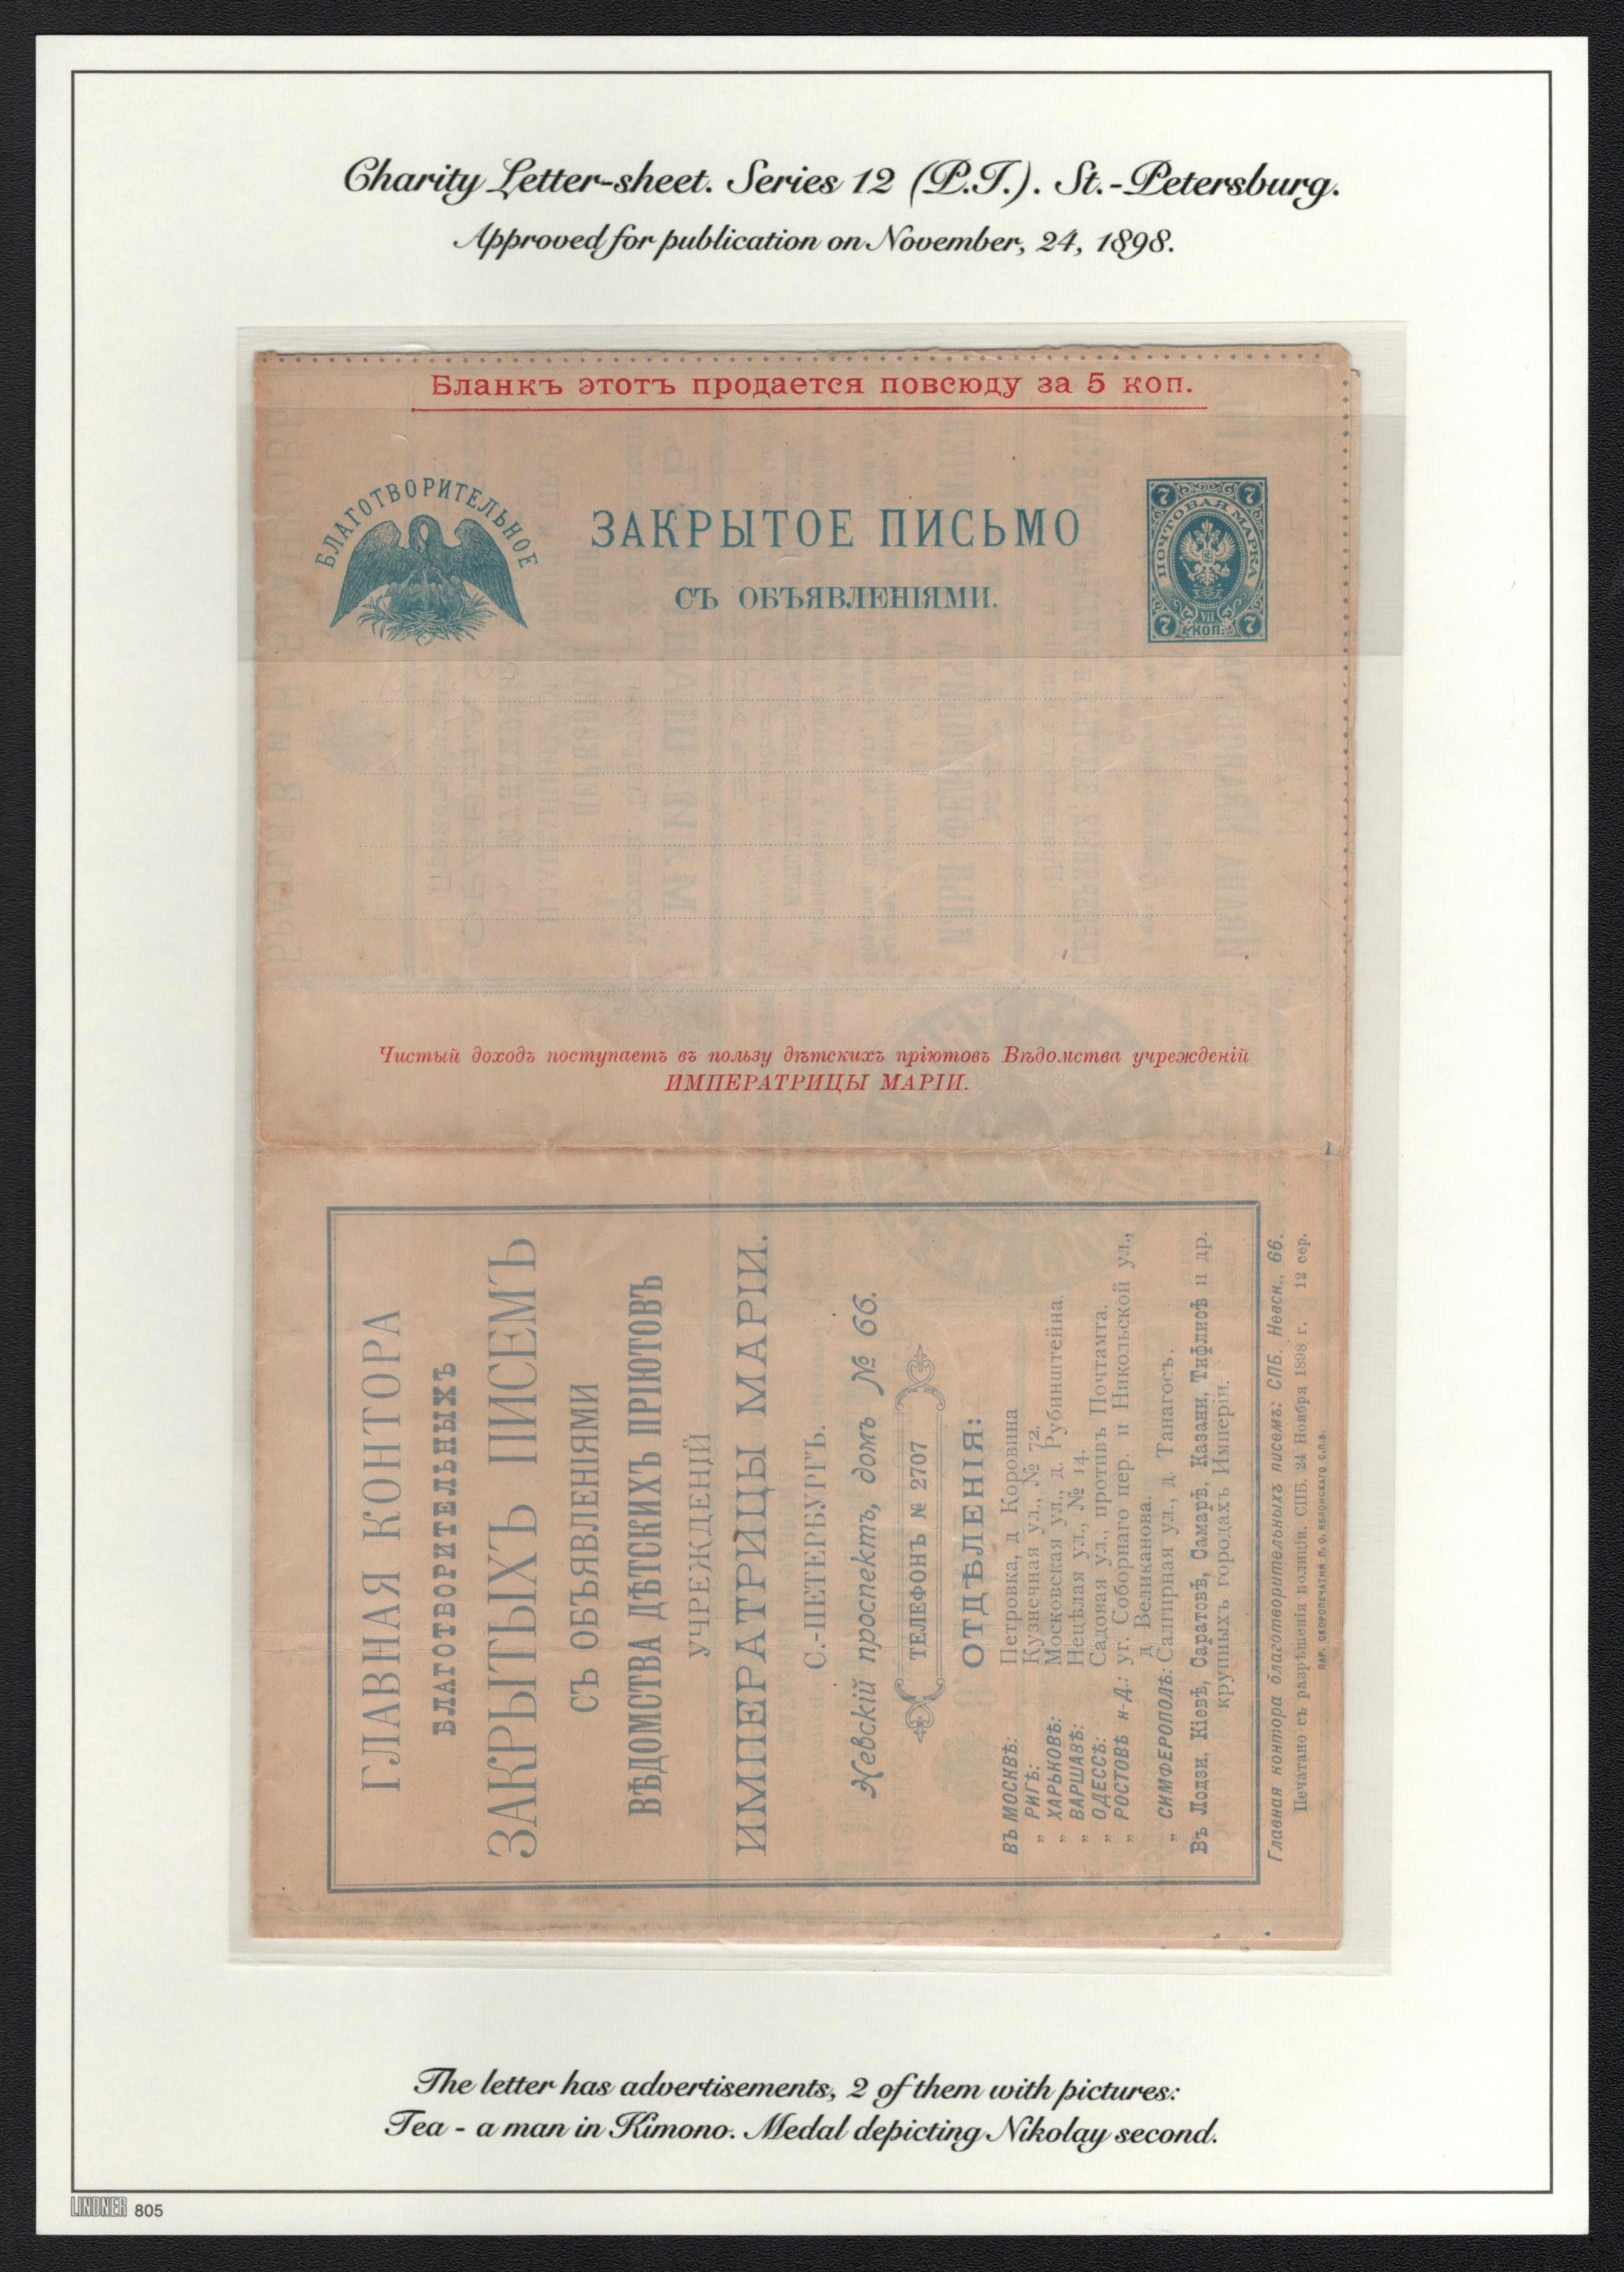 Charity Letter-sheet. Series 12 (P.T.). St.-Petersburg.
Approved for publication on November, 24, 1898.
Бланкъ этотъ продается повсюду за 5 коп.
БЛАГОТВОРИТЕЛЬНОЕ
ЗАКРЫТОЕ ПИСЬМО
СЪ ОБЪЯВЛЕНІЯМИ.
7 7
ПОЧТОВАЯ МАРКА
VII
7 КОП. 7
Чистый доходъ поступаетъ въ пользу дѣтскихъ пріютовъ Вѣдомства учрежденій
ИМПЕРАТРИЦЫ МАРІИ.
ГЛАВНАЯ КОНТОРА
БЛАГОТВОРИТЕЛЬНЫХЪ
ЗАКРЫТЫХЪ ПИСЕМЪ
СЪ ОБЪЯВЛЕНІЯМИ
ВѢДОМСТВА ДѢТСКИХЪ ПРІЮТОВЪ
УЧРЕЖДЕНІЙ
ИМПЕРАТРИЦЫ МАРІИ.
С.-ПЕТЕРБУРГЪ.
Невскій проспектъ, домъ № 66.
ТЕЛЕФОНЪ № 2707
ОТДѢЛЕНІЯ:
ВЪ МОСКВѢ: Петровка, д Коровина
„ РИГѢ: Кузнечная ул., № 72.
„ ХАРЬКОВѢ: Московская ул., д. Рубинштейна.
„ ВАРШАВѢ: Нецѣлая ул., № 14.
„ ОДЕССѢ: Садовая ул., противъ Почтамта.
„ РОСТОВѢ н-Д.: уг. Соборнаго пер. и Никольской ул.,
д Великанова.
„ СИМФЕРОПОЛѢ: Салгирная ул., д. Танагосъ.
Въ Лодзи, Кіевѣ, Саратовѣ, Самарѣ, Казани, Тифлисѣ и др.
крупныхъ городахъ Имперіи.
Главная контора благотворительныхъ писемъ: СПБ. Невск., 66.
Печатано съ разрѣшенія полиціи. СПБ. 24 Ноября 1898 г. 12 сер.
ПАР. СКОРОПЕЧАТНЯ П. О. ЯБЛОНСКАГО С.П.Б.
The letter has advertisements, 2 of them with pictures:
Tea - a man in Kimono. Medal depicting Nikolay second.
LINDNER 805